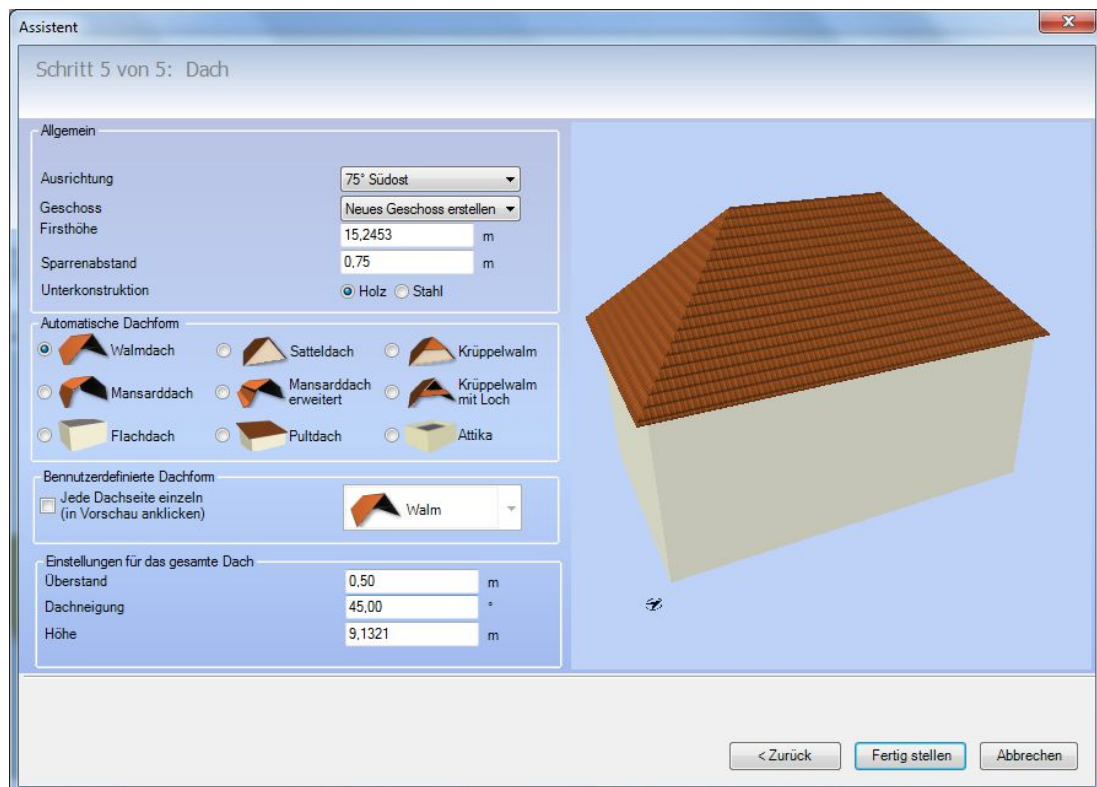 Assistent
Schritt 5 von 5: Dach
Allgemein
Ausrichtung 75° Südost
Geschoss Neues Geschoss erstellen
Firsthöhe 15,2453 m
Sparrenabstand 0,75 m
Unterkonstruktion Holz Stahl
Automatische Dachform
Walmdach Satteldach Krüppelwalm
Mansarddach Mansarddach erweitert Krüppelwalm mit Loch
Flachdach Pultdach Attika
Bennutzerdefinierte Dachform
Jede Dachseite einzeln
(in Vorschau anklicken)
Walm
Einstellungen für das gesamte Dach
Überstand 0,50 m
Dachneigung 45,00 °
Höhe 9,1321 m
< Zurück Fertig stellen Abbrechen